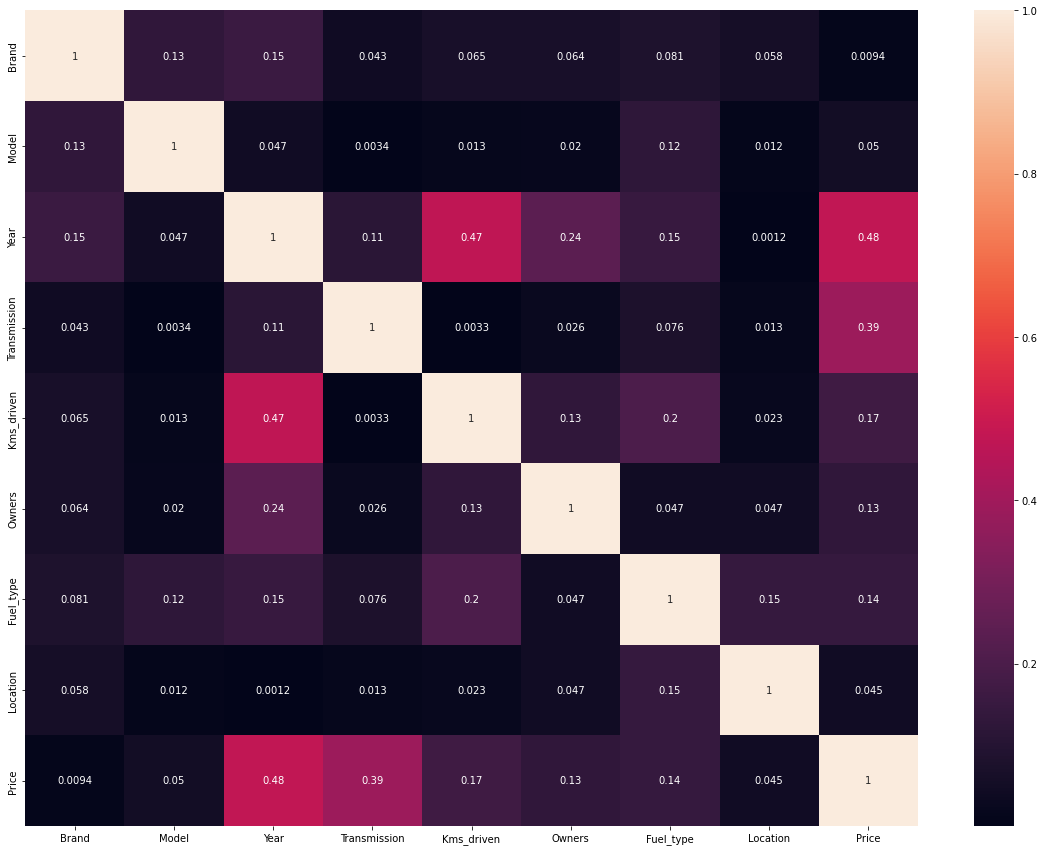 Brand 1 0.13 0.15 0.043 0.065 0.064 0.081 0.058 0.0094
Model 0.13 1 0.047 0.0034 0.013 0.02 0.12 0.012 0.05
Year 0.15 0.047 1 0.11 0.47 0.24 0.15 0.0012 0.48
Transmission 0.043 0.0034 0.11 1 0.0033 0.026 0.076 0.013 0.39
Kms_driven 0.065 0.013 0.47 0.0033 1 0.13 0.2 0.023 0.17
Owners 0.064 0.02 0.24 0.026 0.13 1 0.047 0.047 0.13
Fuel_type 0.081 0.12 0.15 0.076 0.2 0.047 1 0.15 0.14
Location 0.058 0.012 0.0012 0.013 0.023 0.047 0.15 1 0.045
Price 0.0094 0.05 0.48 0.39 0.17 0.13 0.14 0.045 1
Brand Model Year Transmission Kms_driven Owners Fuel_type Location Price
1.0
0.8
0.6
0.4
0.2